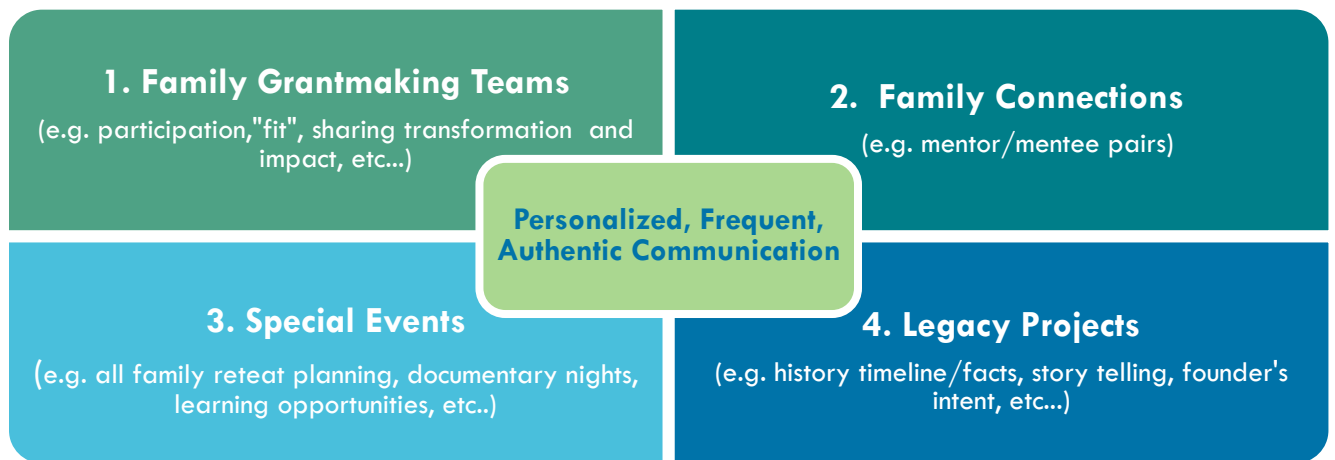 1. Family Grantmaking Teams
(e.g. participation,"fit", sharing transformation  and
impact, etc...)
2.  Family Connections
(e.g. mentor/mentee pairs)
Personalized, Frequent,
Authentic Communication
3. Special Events
(e.g. all family reteat planning, documentary nights,
learning opportunities, etc..)
4. Legacy Projects
(e.g. history timeline/facts, story telling, founder's
intent, etc...)